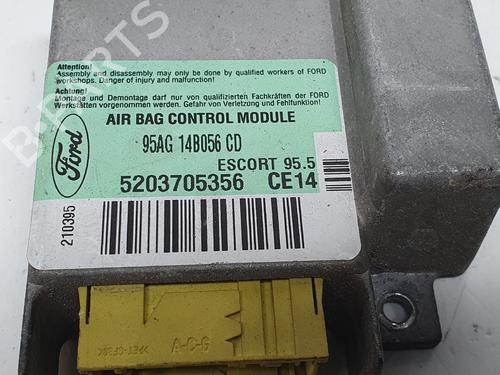 Attention!
Assembly and disassembly may only be done by qualified workers of FORD
workshops. Danger of injury and malfunction!
Achtung!
Montage und Demontage darf nur von qualifizierten Fachkräften der FORD
Werkstätten vorgenommen werden. Gefahr von Verletzung und Fehlfunktion!
AIR BAG CONTROL MODULE
Ford
95AG 14B056 CD
ESCORT 95.5
5203705356 CE14
210395
B-PARTS